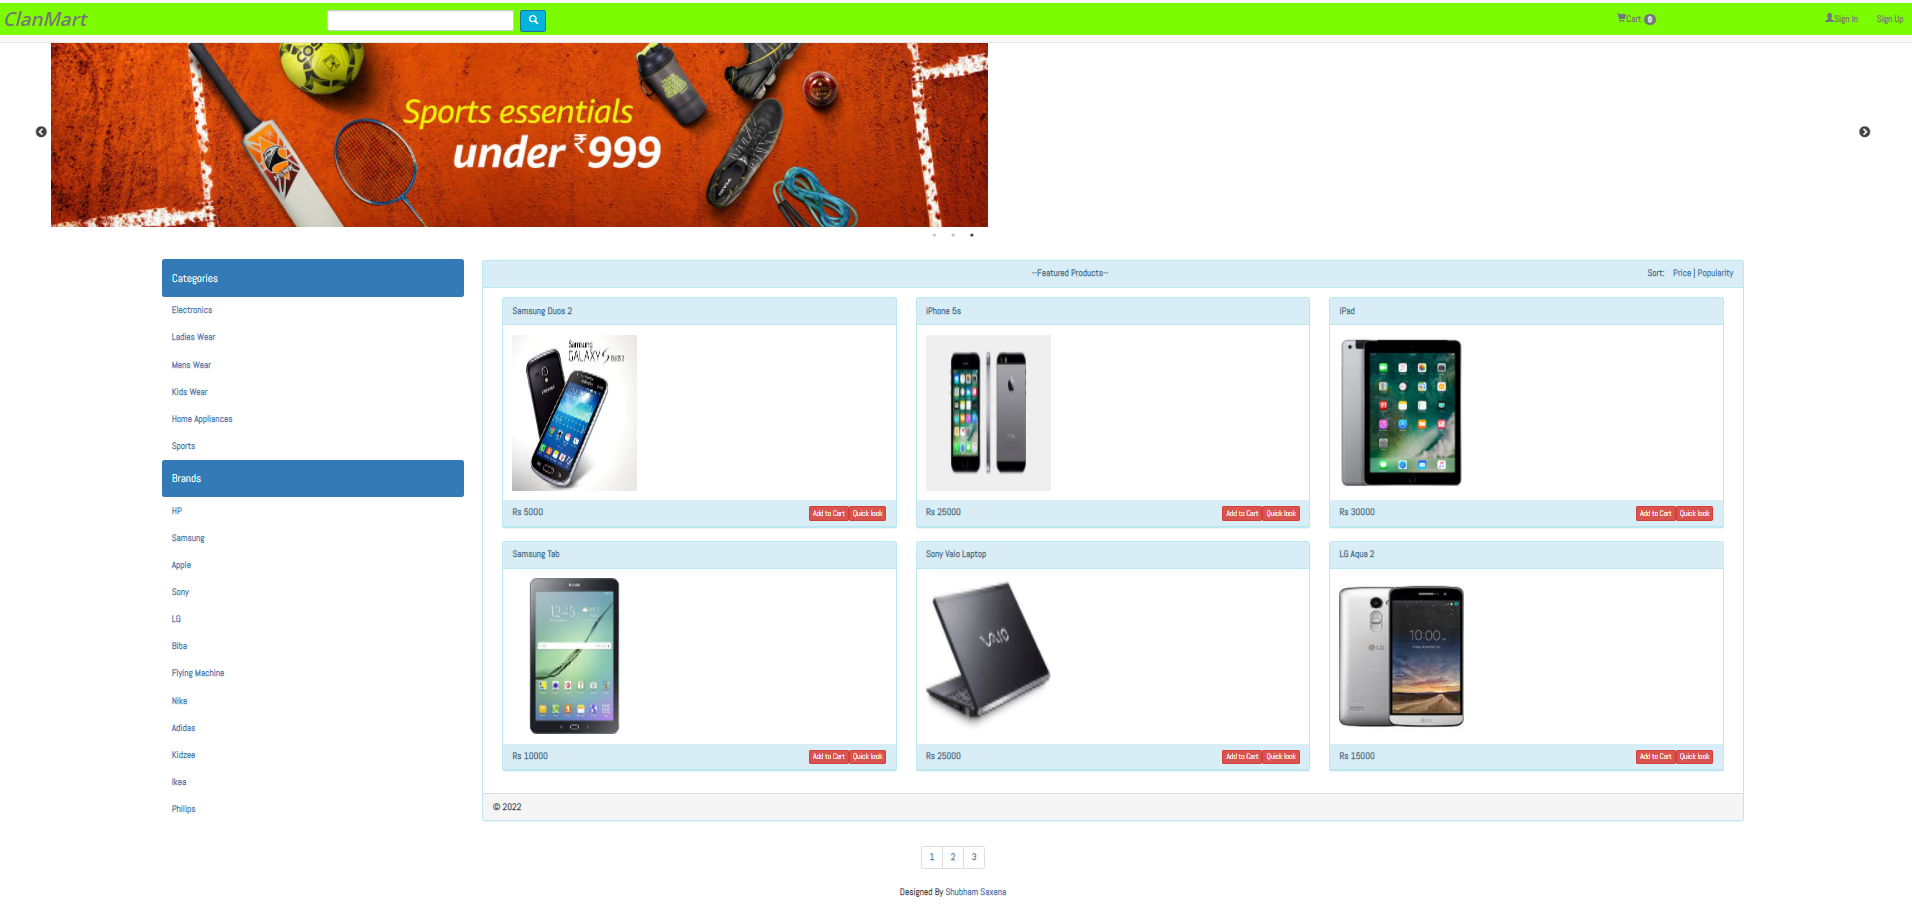 ClanMart
Cart 0
Sign In
Sign Up
Sports essentials
under ₹999
Categories
Electronics
Ladies Wear
Mens Wear
Kids Wear
Home Appliances
Sports
Brands
HP
Samsung
Apple
Sony
LG
Biba
Flying Machine
Nike
Adidas
Kidzee
Ikea
Philips
--Featured Products--
Sort: Price | Popularity
Samsung Duos 2
Samsung
GALAXY S DUOS 2
Rs 5000
Add to Cart Quick look
iPhone 5s
Rs 25000
Add to Cart Quick look
iPad
Rs 30000
Add to Cart Quick look
Samsung Tab
12:45
Rs 10000
Add to Cart Quick look
Sony Vaio Laptop
VAIO
Rs 25000
Add to Cart Quick look
LG Aqua 2
10:00
LG
Rs 15000
Add to Cart Quick look
© 2022
1 2 3
Designed By Shubham Saxena